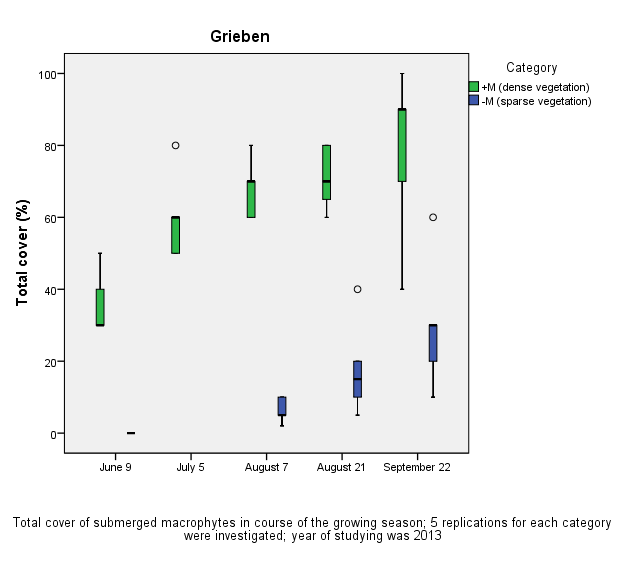 Grieben
Category
+M (dense vegetation)
-M (sparse vegetation)
Total cover (%)
100
80
60
40
20
0
June 9
July 5
August 7
August 21
September 22
Total cover of submerged macrophytes in course of the growing season; 5 replications for each category
were investigated; year of studying was 2013